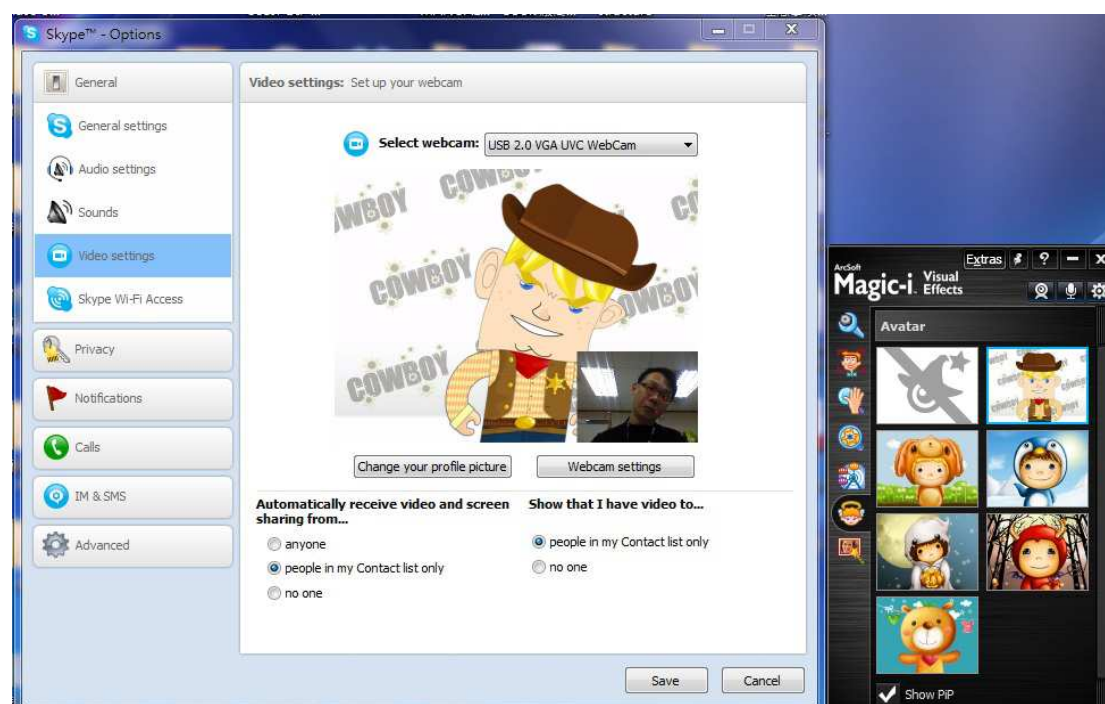 Skype™ - Options
General
General settings
Audio settings
Sounds
Video settings
Skype Wi-Fi Access
Privacy
Notifications
Calls
IM & SMS
Advanced
Video settings: Set up your webcam
Select webcam: USB 2.0 VGA UVC WebCam
COWBOY
COWBOY
COWBOY
COWBOY
Change your profile picture
Webcam settings
Automatically receive video and screen
sharing from...
anyone
people in my Contact list only
no one
Show that I have video to...
people in my Contact list only
no one
Save
Cancel
Extras
ArcSoft
Magic-i Visual
Effects
Avatar
Show PiP